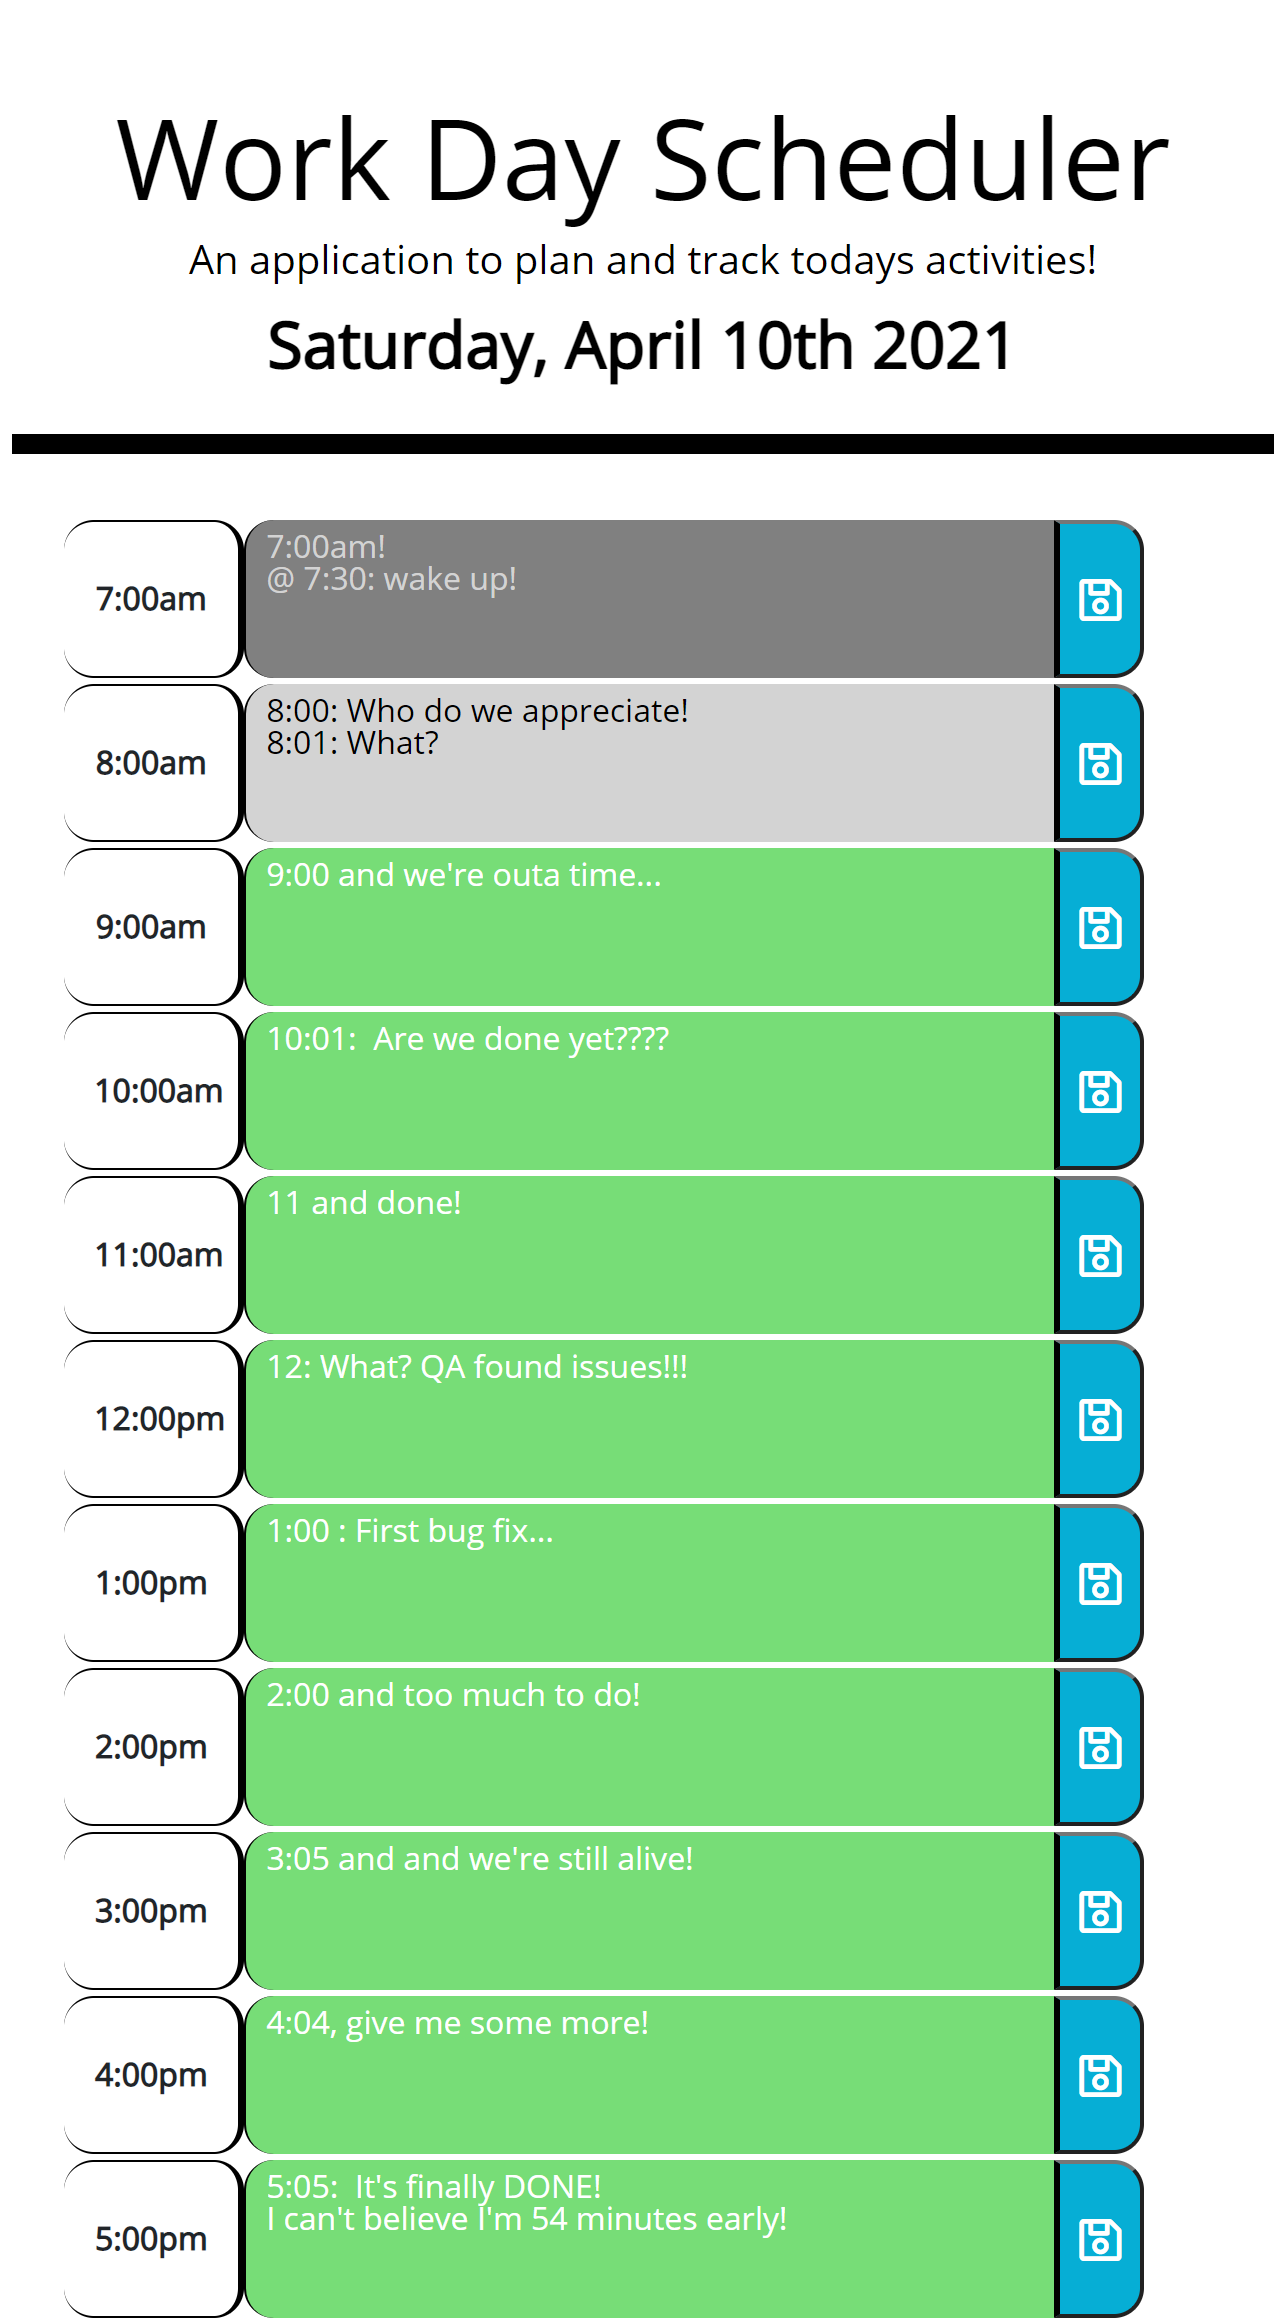 Work Day Scheduler
An application to plan and track todays activities!
Saturday, April 10th 2021
7:00am
7:00am!
@ 7:30: wake up!
8:00am
8:00: Who do we appreciate!
8:01: What?
9:00am
9:00 and we're outa time...
10:00am
10:01:  Are we done yet????
11:00am
11 and done!
12:00pm
12: What? QA found issues!!!
1:00pm
1:00 : First bug fix...
2:00pm
2:00 and too much to do!
3:00pm
3:05 and and we're still alive!
4:00pm
4:04, give me some more!
5:00pm
5:05:  It's finally DONE!
I can't believe I'm 54 minutes early!